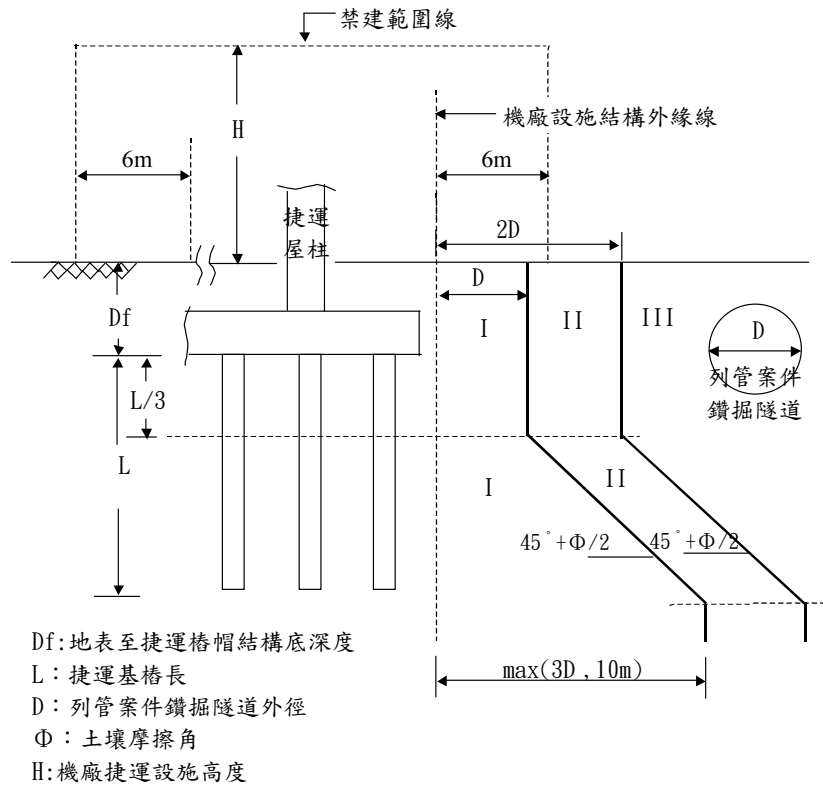 禁建範圍線
機廠設施結構外緣線
H
6m
6m
捷運
屋柱
2D
D
Df
I
II
III
D
列管案件
鑽掘隧道
L/3
L
I
II
45°+Φ/2
45°+Φ/2
max(3D,10m)
Df:地表至捷運樁帽結構底深度
L：捷運基樁長
D：列管案件鑽掘隧道外徑
Φ：土壤摩擦角
H:機廠捷運設施高度